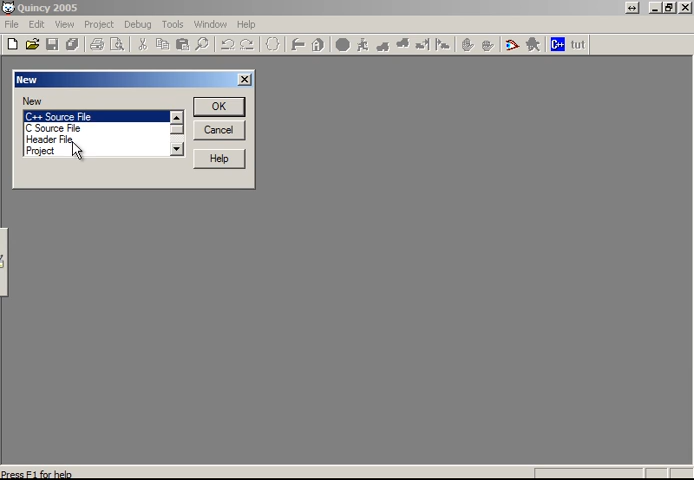 Quincy 2005
File Edit View Project Debug Tools Window Help
C++ tut
New
New
C++ Source File
C Source File
Header File
Project
OK
Cancel
Help
Press F1 for help